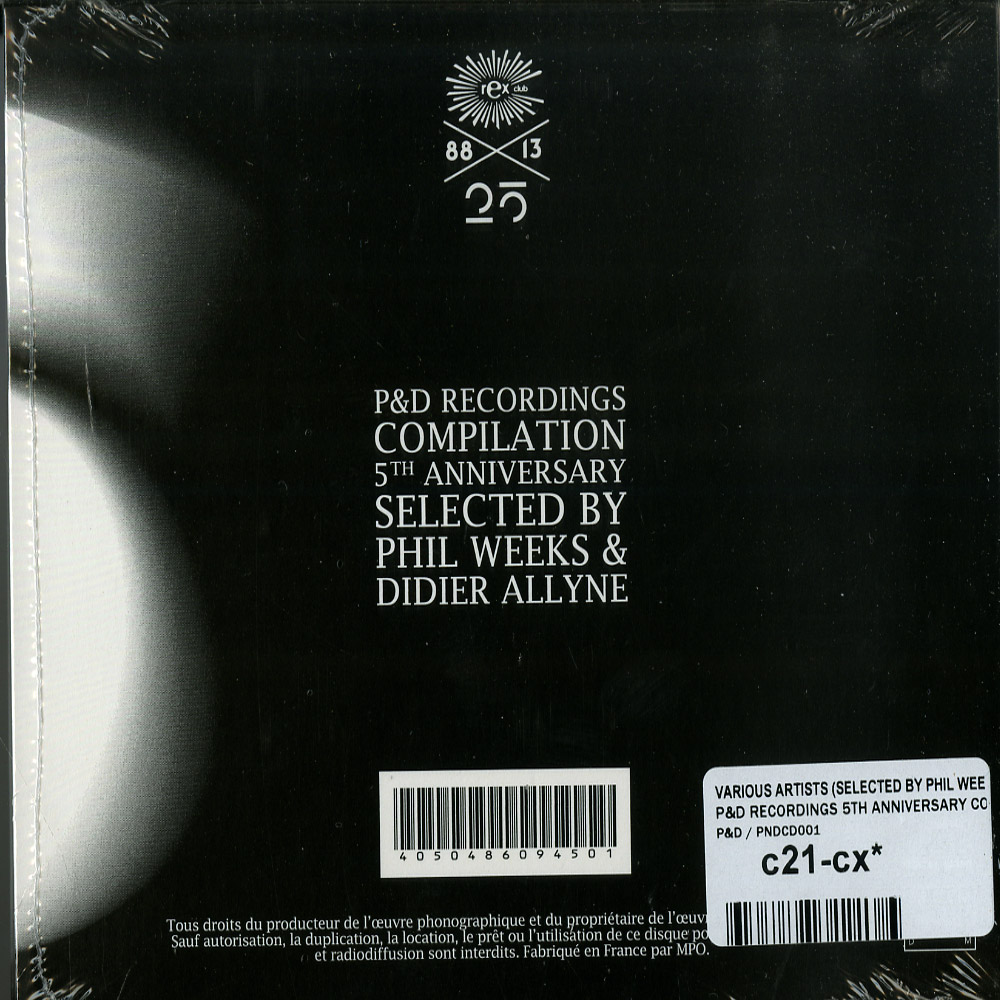 rex club
88 13
25
P&D RECORDINGS
COMPILATION
5TH ANNIVERSARY
SELECTED BY
PHIL WEEKS &
DIDIER ALLYNE
4050486094501
VARIOUS ARTISTS (SELECTED BY PHIL WEE
P&D RECORDINGS 5TH ANNIVERSARY CO
P&D / PNDCD001
c21-cx*
Tous droits du producteur de l'œuvre phonographique et du propriétaire de l'œuvr
Sauf autorisation, la duplication, la location, le prêt ou l'utilisation de ce disque po
et radiodiffusion sont interdits. Fabriqué en France par MPO.
D M